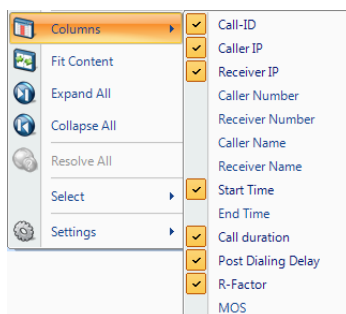 Columns
Fit Content
Expand All
Collapse All
Resolve All
Select
Settings
Call-ID
Caller IP
Receiver IP
Caller Number
Receiver Number
Caller Name
Receiver Name
Start Time
End Time
Call duration
Post Dialing Delay
R-Factor
MOS